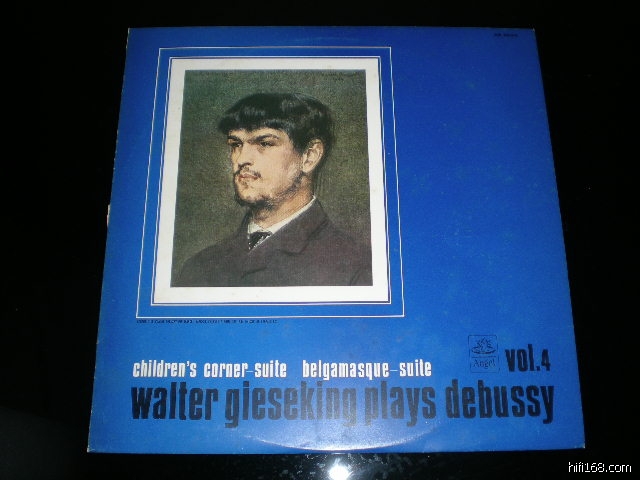 children's corner-suite belgamasque-suite
Angel
vol.4
walter gieseking plays debussy
hifi168.com